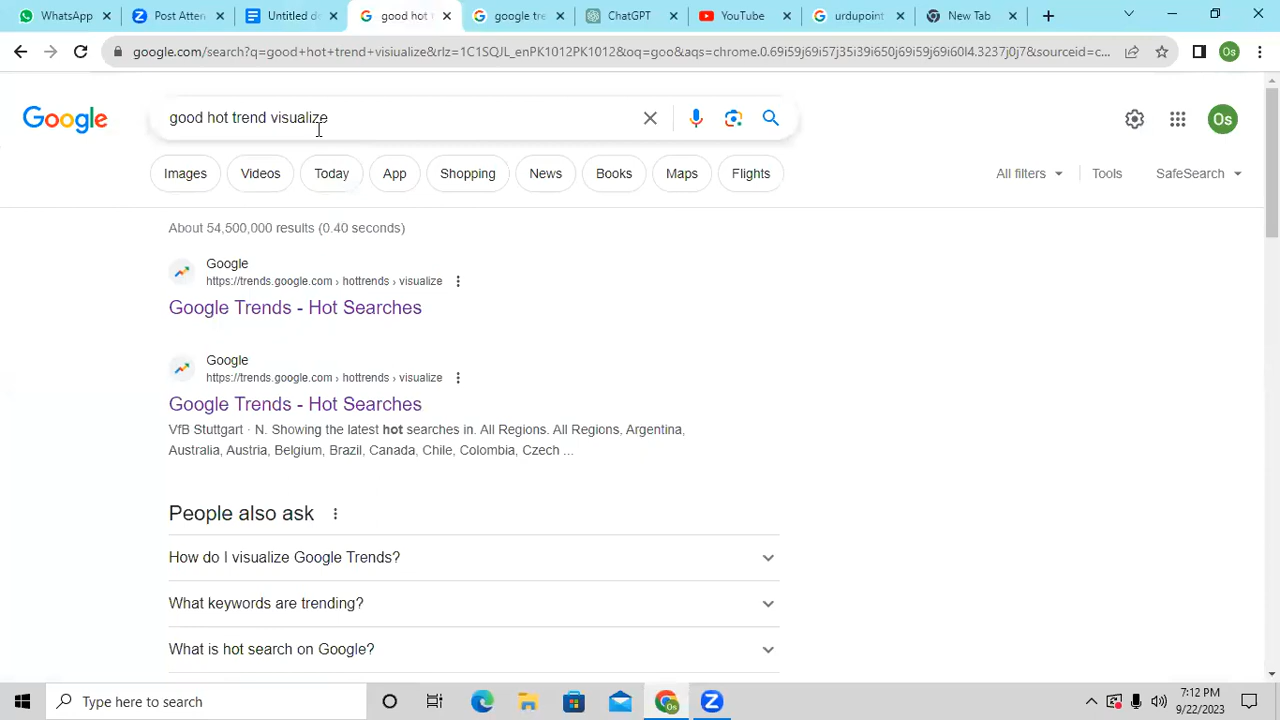 WhatsApp
Post Atten
Untitled d
good hot t
google tre
ChatGPT
YouTube
urdupoint
New Tab
google.com/search?q=good+hot+trend+visiualize&rlz=1C1SQJL_enPK1012PK1012&oq=goo&aqs=chrome.0.69i59j69i57j35i39i650j69i59j69i60l4.3237j0j7&sourceid=c...
Os
Google
good hot trend visualize
Os
Images
Videos
Today
App
Shopping
News
Books
Maps
Flights
All filters
Tools
SafeSearch
About 54,500,000 results (0.40 seconds)
Google
https://trends.google.com › hottrends › visualize
Google Trends - Hot Searches
Google
https://trends.google.com › hottrends › visualize
Google Trends - Hot Searches
VfB Stuttgart · N. Showing the latest hot searches in. All Regions. All Regions, Argentina,
Australia, Austria, Belgium, Brazil, Canada, Chile, Colombia, Czech ...
People also ask
How do I visualize Google Trends?
What keywords are trending?
What is hot search on Google?
Type here to search
7:12 PM
9/22/2023